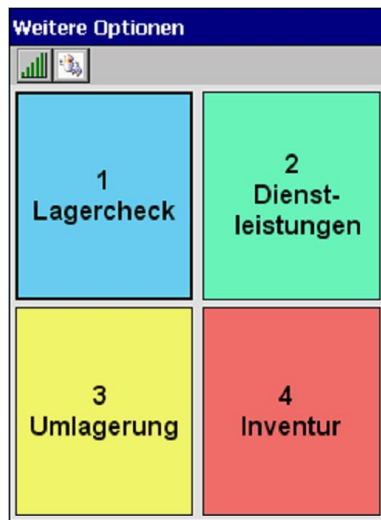 Weitere Optionen
1
Lagercheck
2
Dienst-
leistungen
3
Umlagerung
4
Inventur